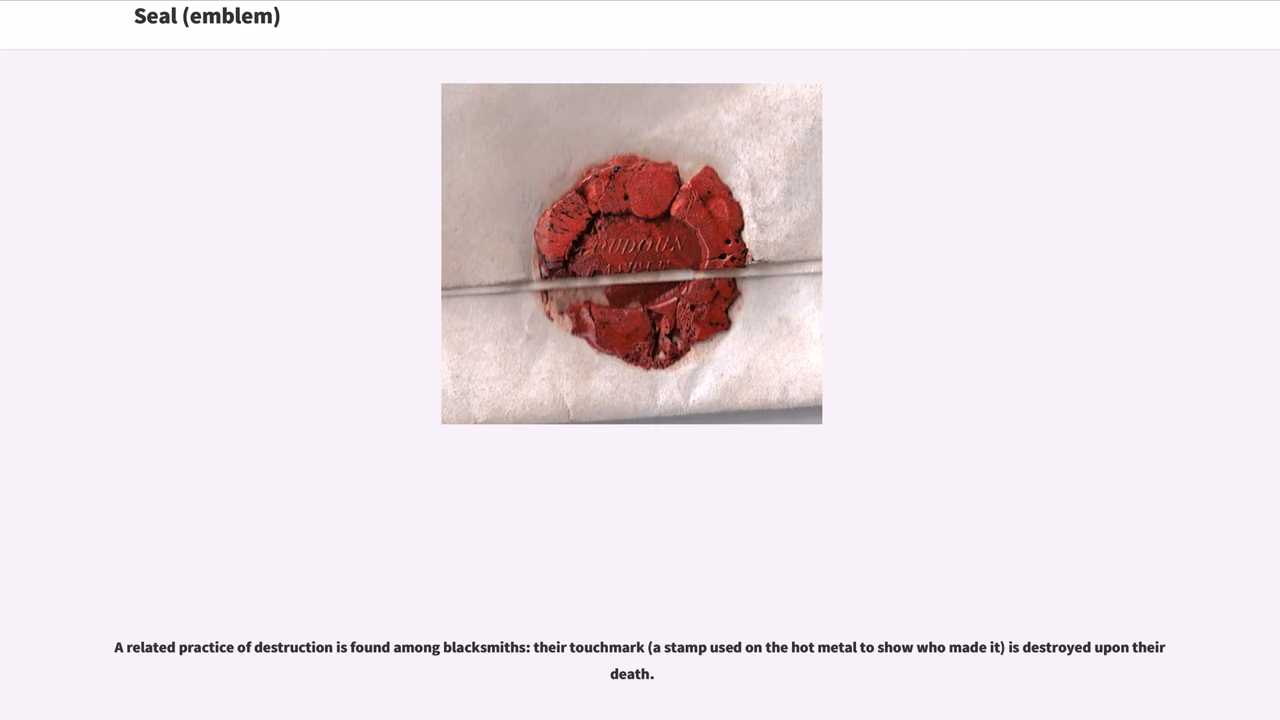 Seal (emblem)
A related practice of destruction is found among blacksmiths: their touchmark (a stamp used on the hot metal to show who made it) is destroyed upon their
death.